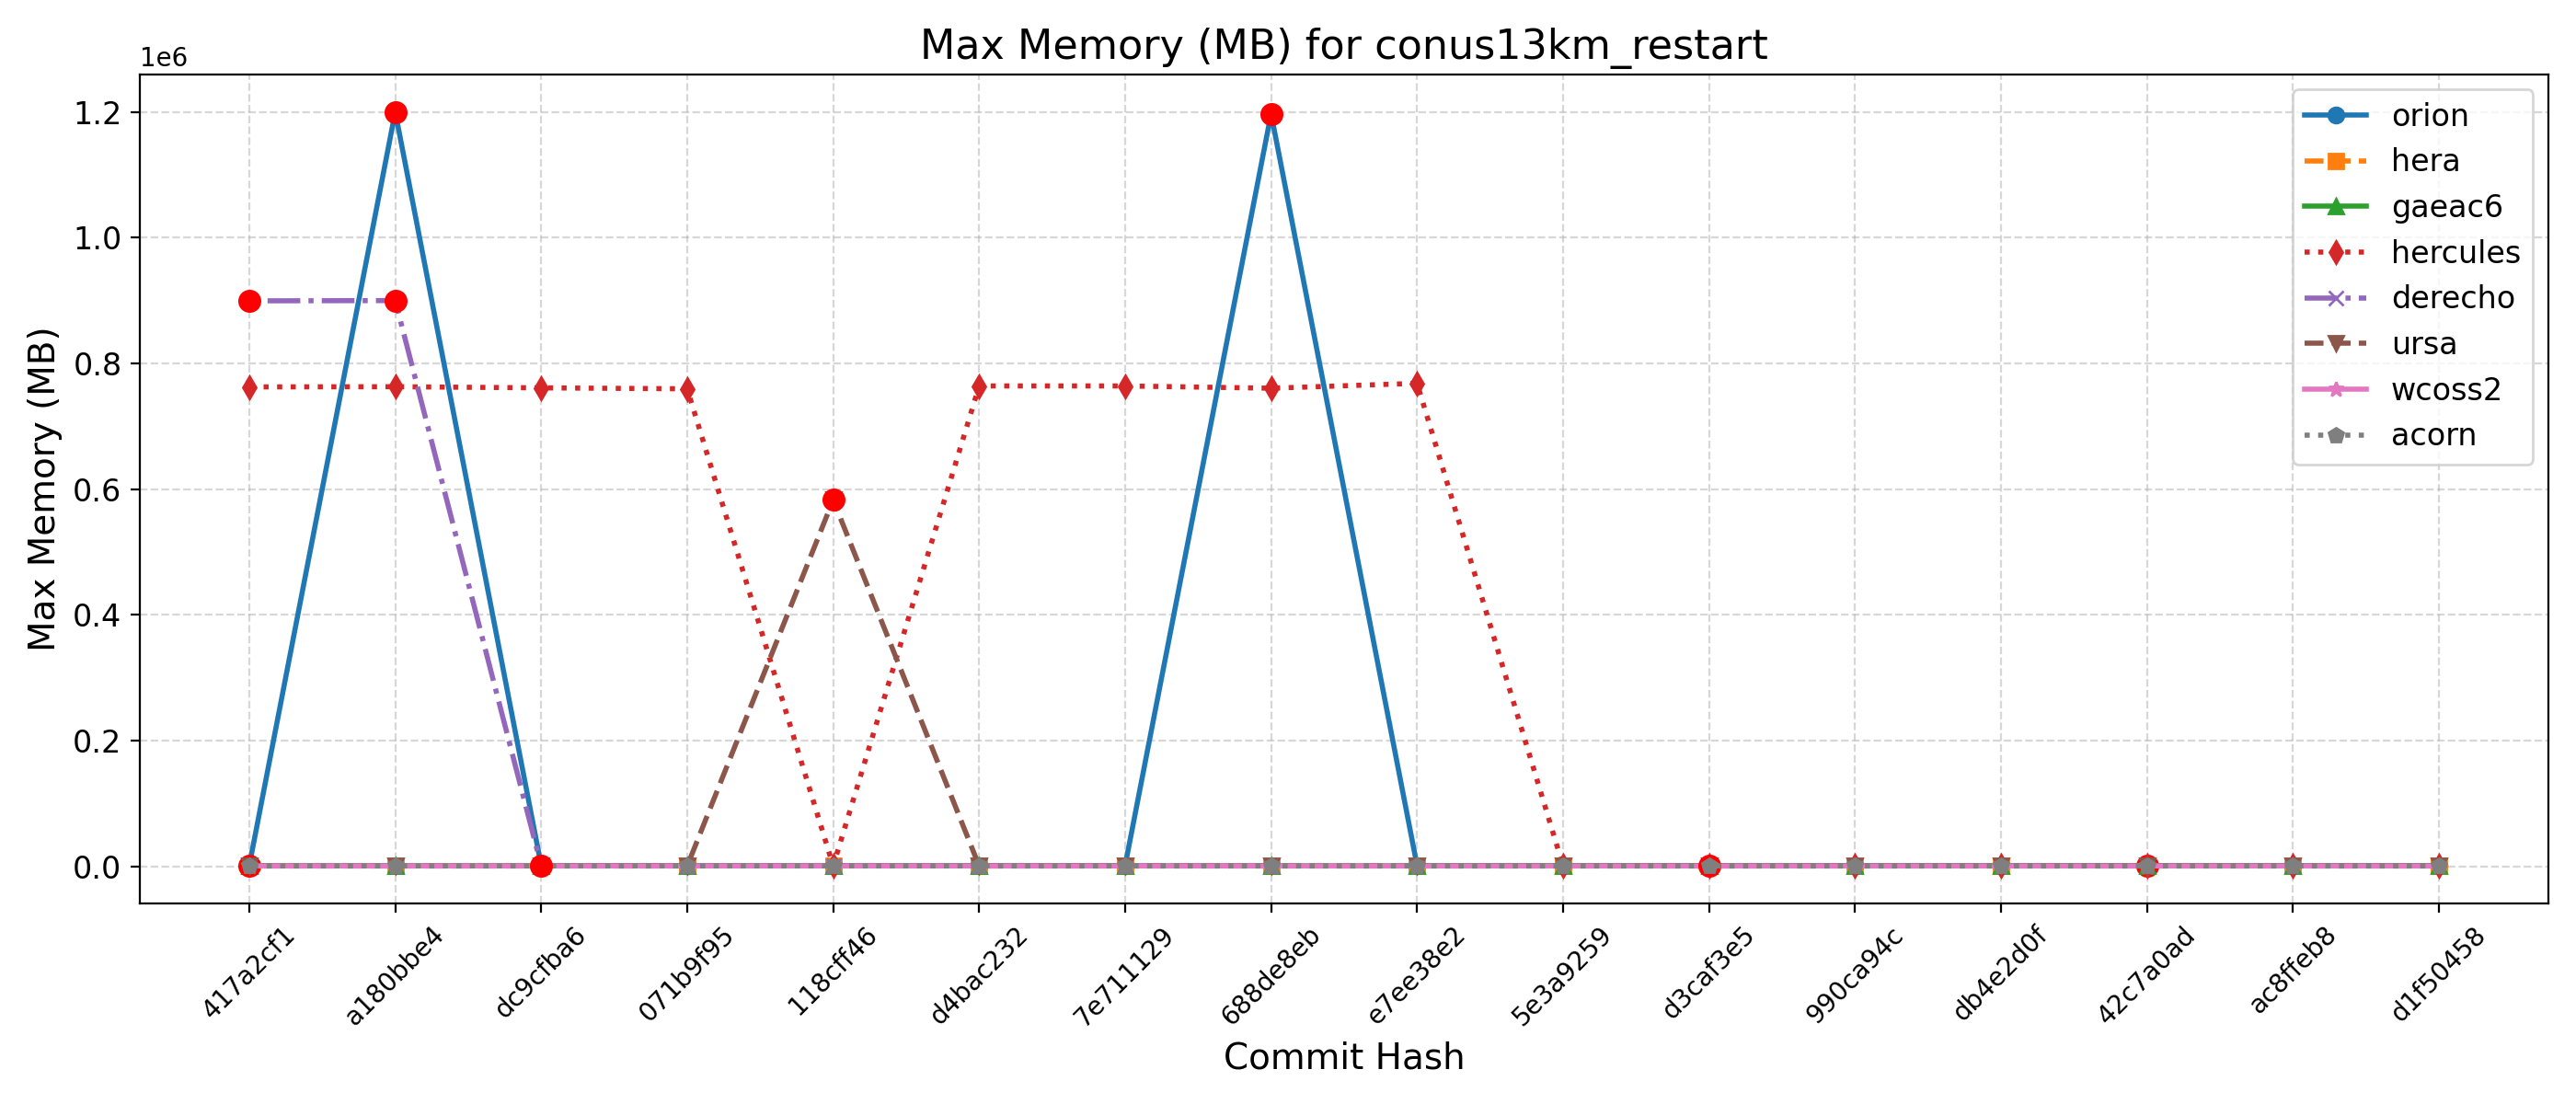 Max Memory (MB) for conus13km_restart
1e6
1.2
1.0
0.8
0.6
0.4
0.2
0.0
Max Memory (MB)
orion
hera
gaeac6
hercules
derecho
ursa
wcoss2
acorn
417a2cf1
a180bbe4
dc9cfba6
071b9f95
118cff46
d4bac232
7e711129
688de8eb
e7ee38e2
5e3a9259
d3caf3e5
990ca94c
db4e2d0f
42c7a0ad
ac8ffeb8
d1f50458
Commit Hash